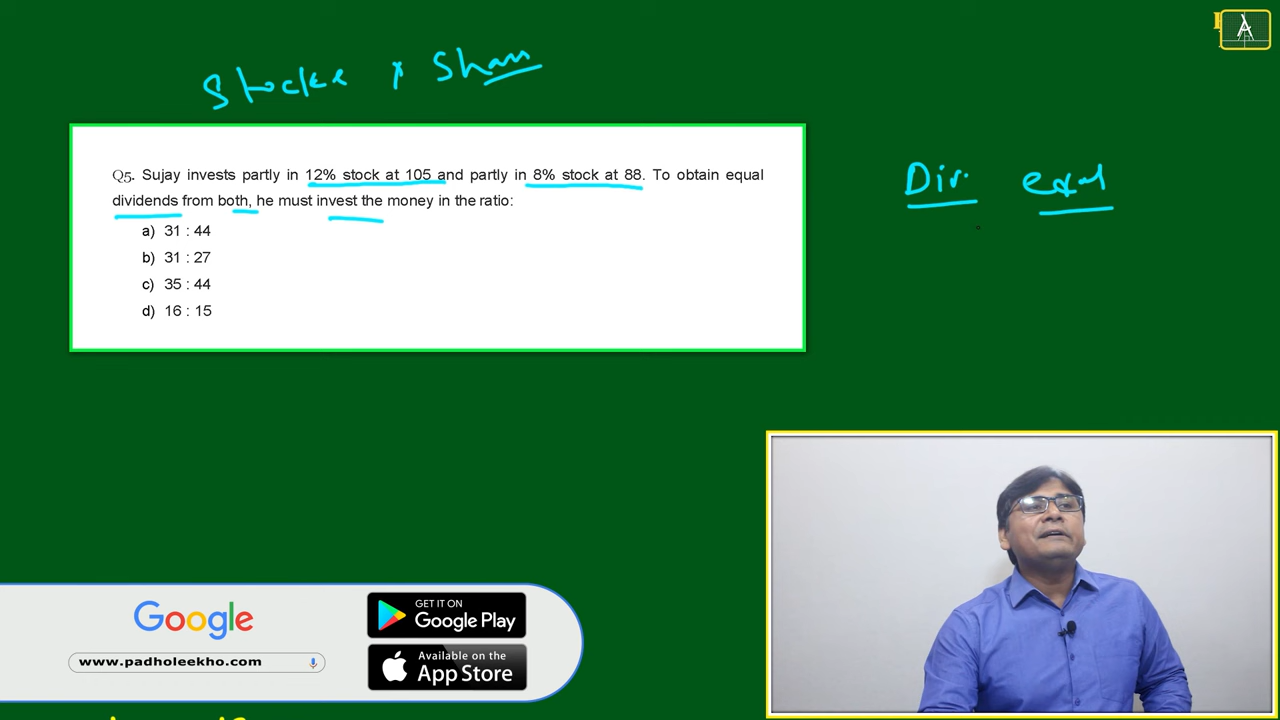 Stocks & Shares
Q5. Sujay invests partly in 12% stock at 105 and partly in 8% stock at 88. To obtain equal
dividends from both, he must invest the money in the ratio:
a) 31 : 44
b) 31 : 27
c) 35 : 44
d) 16 : 15
Div. equal
Google
www.padholeekho.com
GET IT ON
Google Play
Available on the
App Store